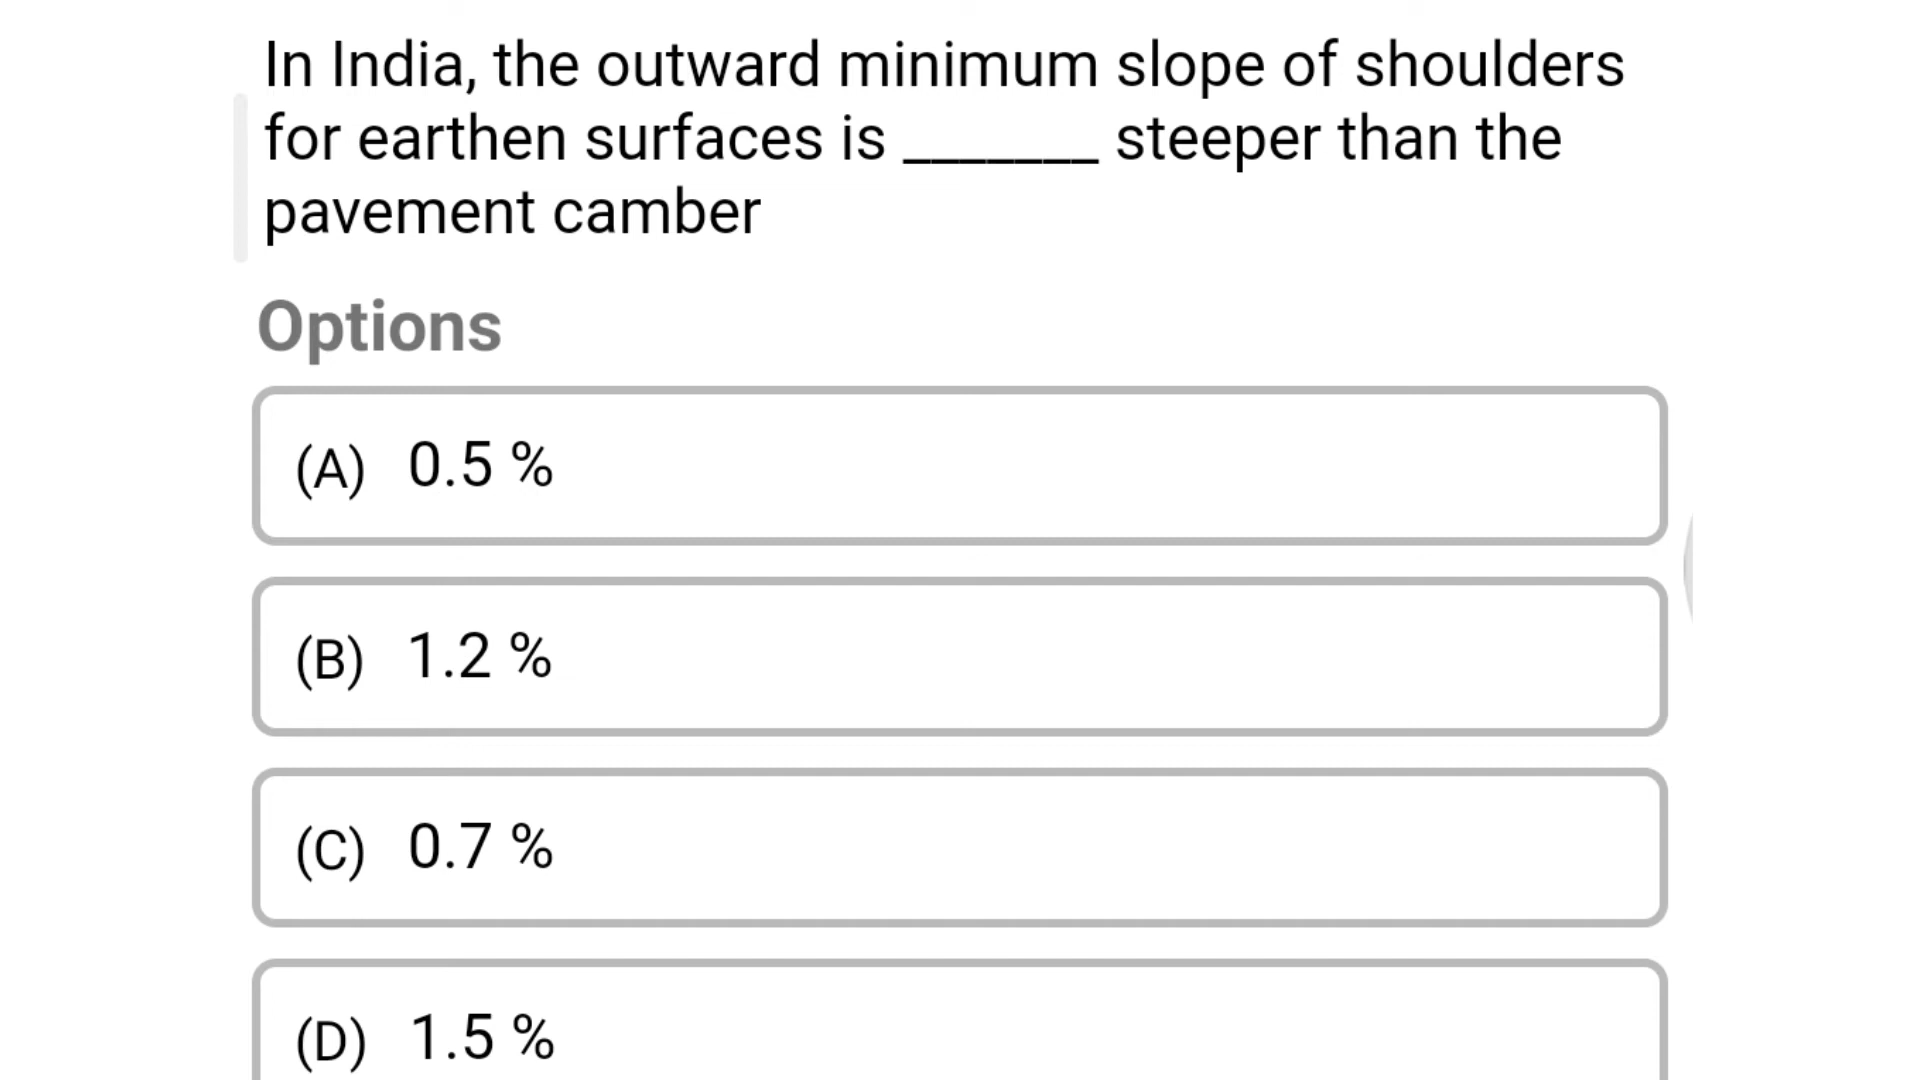 In India, the outward minimum slope of shoulders
for earthen surfaces is _______ steeper than the
pavement camber
Options
(A) 0.5 %
(B) 1.2 %
(C) 0.7 %
(D) 1.5 %